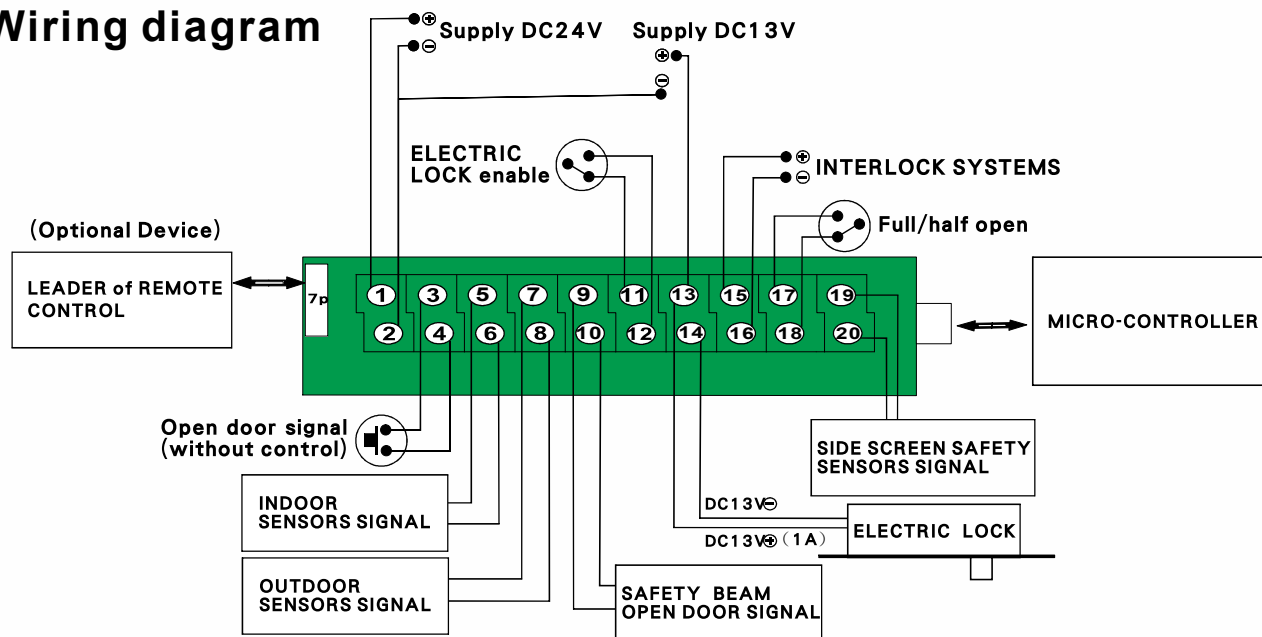 Wiring diagram
⊕
⊖
Supply DC24V
Supply DC13V
⊕
⊖
ELECTRIC
LOCK enable
⊕
⊖
INTERLOCK SYSTEMS
Full/half open
(Optional Device)
LEADER of REMOTE
CONTROL
7p
1 3 5 7 9 11 13 15 17 19
2 4 6 8 10 12 14 16 18 20
MICRO-CONTROLLER
Open door signal
(without control)
SIDE SCREEN SAFETY
SENSORS SIGNAL
INDOOR
SENSORS SIGNAL
DC13V⊖
DC13V⊕(1A)
ELECTRIC LOCK
OUTDOOR
SENSORS SIGNAL
SAFETY BEAM
OPEN DOOR SIGNAL